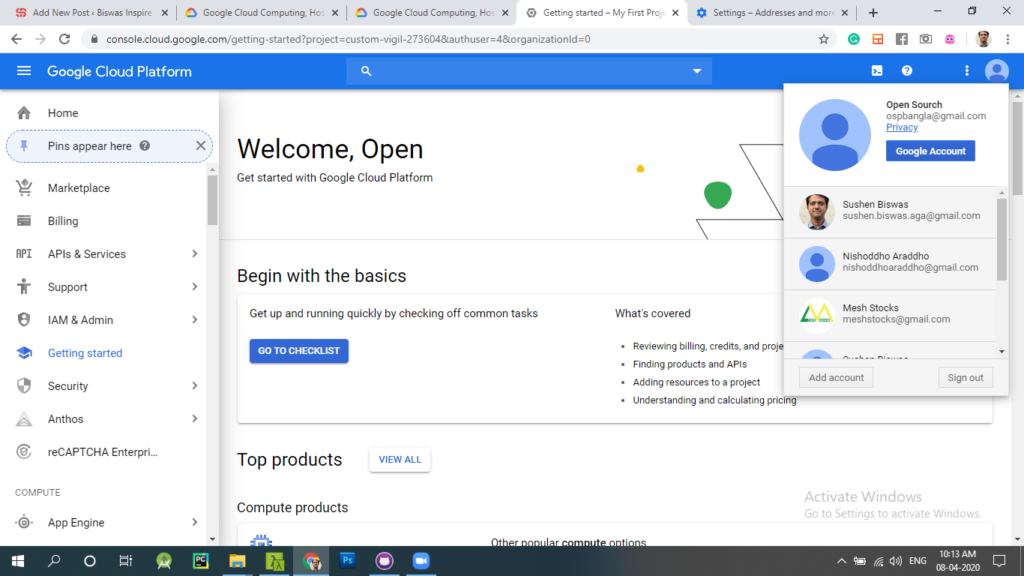 Add New Post ‹ Biswas Inspire
Google Cloud Computing, Hos
Google Cloud Computing, Hos
Getting started – My First Proje
Settings – Addresses and more
console.cloud.google.com/getting-started?project=custom-vigil-273604&authuser=4&organizationId=0
Google Cloud Platform
Home
Pins appear here
Marketplace
Billing
API APIs & Services
Support
IAM & Admin
Getting started
Security
Anthos
reCAPTCHA Enterpri...
COMPUTE
App Engine
Welcome, Open
Get started with Google Cloud Platform
Begin with the basics
Get up and running quickly by checking off common tasks
GO TO CHECKLIST
What's covered
Reviewing billing, credits, and proje
Finding products and APIs
Adding resources to a project
Understanding and calculating pricing
Top products
VIEW ALL
Compute products
Other popular compute options
Open Sourch
ospbangla@gmail.com
Privacy
Google Account
Sushen Biswas
sushen.biswas.aga@gmail.com
Nishoddho Araddho
nishoddhoaraddho@gmail.com
Mesh Stocks
meshstocks@gmail.com
Sushen Biswas
Add account
Sign out
Activate Windows
Go to Settings to activate Windows.
PC
Ps
ENG
10:13 AM
08-04-2020